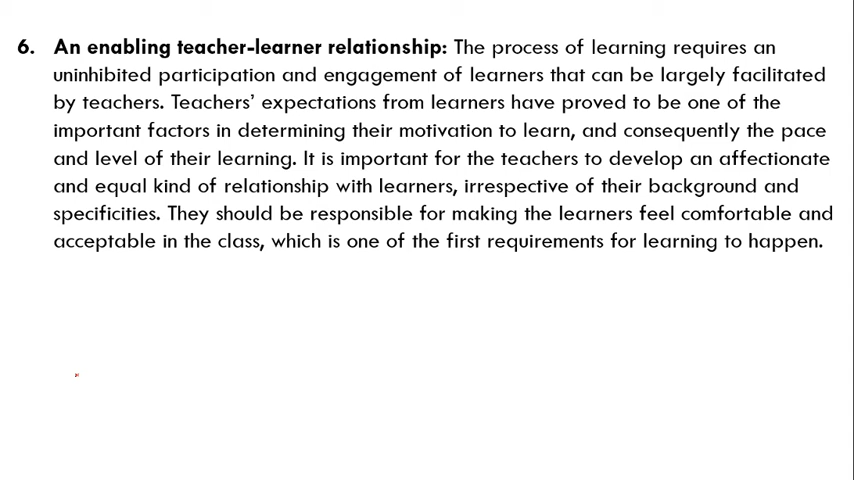 6. An enabling teacher-learner relationship: The process of learning requires an
uninhibited participation and engagement of learners that can be largely facilitated
by teachers. Teachers’ expectations from learners have proved to be one of the
important factors in determining their motivation to learn, and consequently the pace
and level of their learning. It is important for the teachers to develop an affectionate
and equal kind of relationship with learners, irrespective of their background and
specificities. They should be responsible for making the learners feel comfortable and
acceptable in the class, which is one of the first requirements for learning to happen.